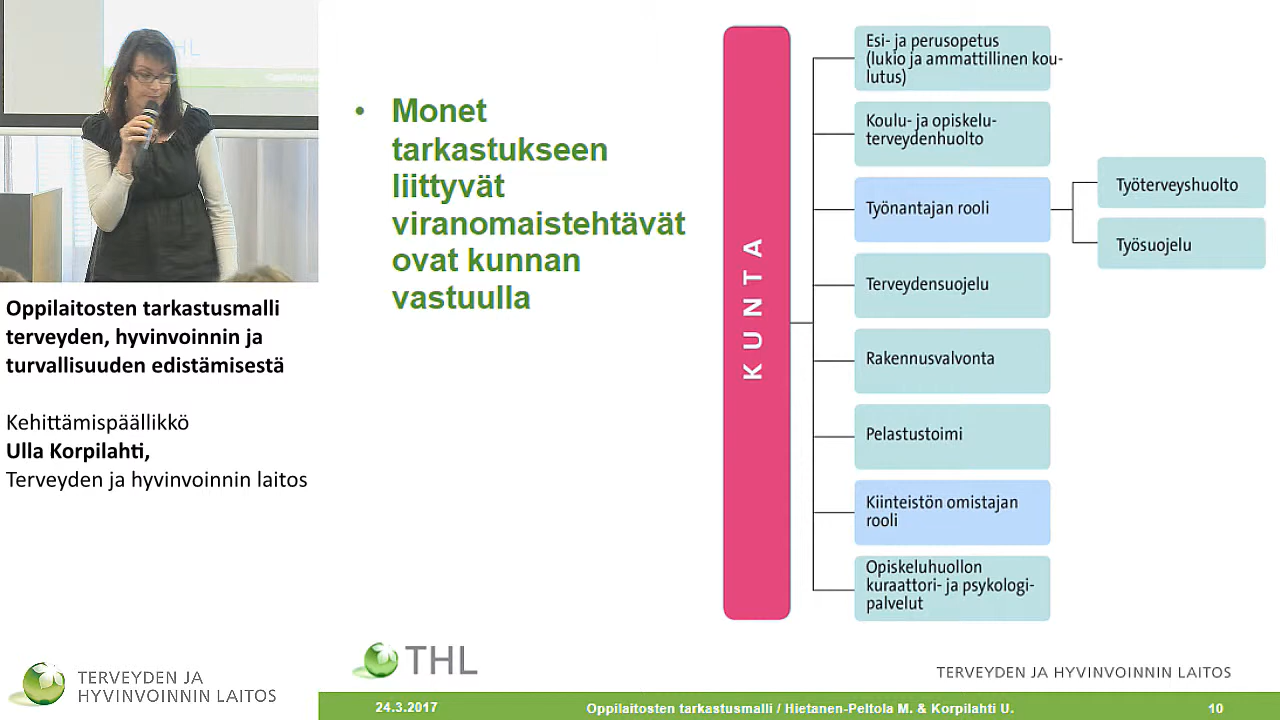 THL
Oppilaitosten tarkastusmalli
terveyden, hyvinvoinnin ja
turvallisuuden edistämisestä
Kehittämispäällikkö
Ulla Korpilahti,
Terveyden ja hyvinvoinnin laitos
TERVEYDEN JA
HYVINVOINNIN LAITOS
• Monet
tarkastukseen
liittyvät
viranomaistehtävät
ovat kunnan
vastuulla
KUNTA
Esi- ja perusopetus
(lukio ja ammattillinen kou-
lutus)
Koulu- ja opiskelu-
terveydenhuolto
Työnantajan rooli
Työterveyshuolto
Työsuojelu
Terveydensuojelu
Rakennusvalvonta
Pelastustoimi
Kiinteistön omistajan
rooli
Opiskeluhuollon
kuraattori- ja psykologi-
palvelut
THL
TERVEYDEN JA HYVINVOINNIN LAITOS
24.3.2017
Oppilaitosten tarkastusmalli / Hietanen-Peltola M. & Korpilahti U.
10